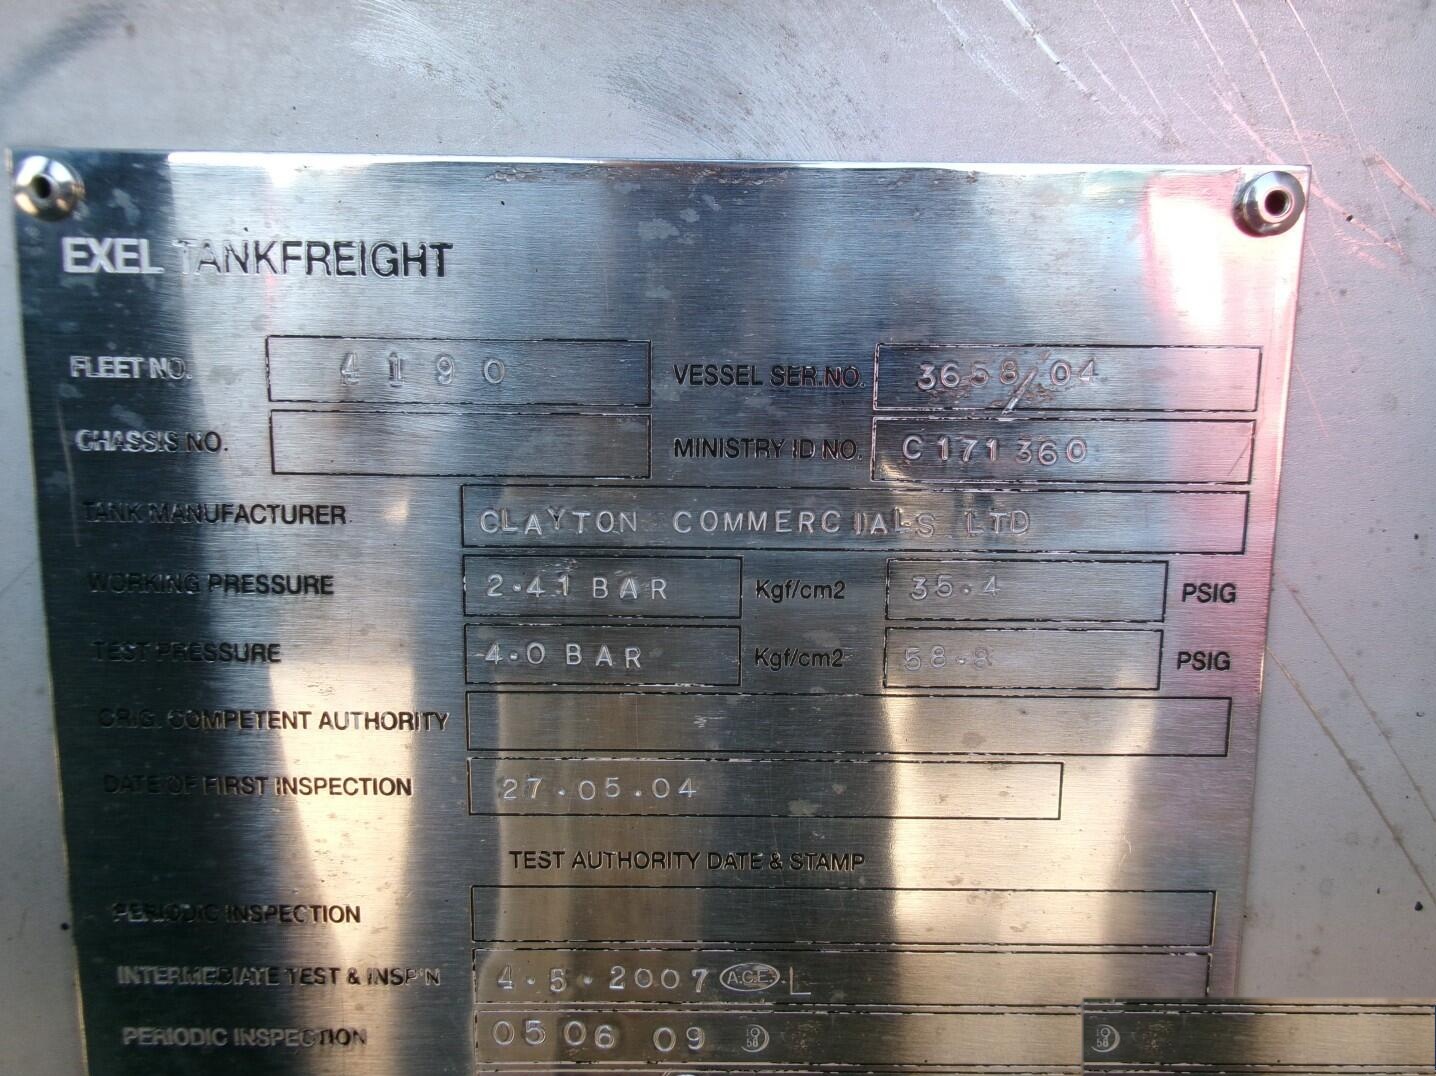 EXEL TANKFREIGHT
FLEET NO. 4190 VESSEL SER.NO. 3658/04
CHASSIS NO. MINISTRY ID NO. C171360
TANK MANUFACTURER CLAYTON COMMERCIALS LTD
WORKING PRESSURE 2.41 BAR Kgf/cm2 35.4 PSIG
TEST PRESSURE 4.0 BAR Kgf/cm2 58.8 PSIG
ORIG. COMPETENT AUTHORITY
DATE OF FIRST INSPECTION 27.05.04
TEST AUTHORITY DATE & STAMP
PERIODIC INSPECTION
INTERMEDIATE TEST & INSP'N 4.5.2007 A.G.E. L
PERIODIC INSPECTION 05 06 09